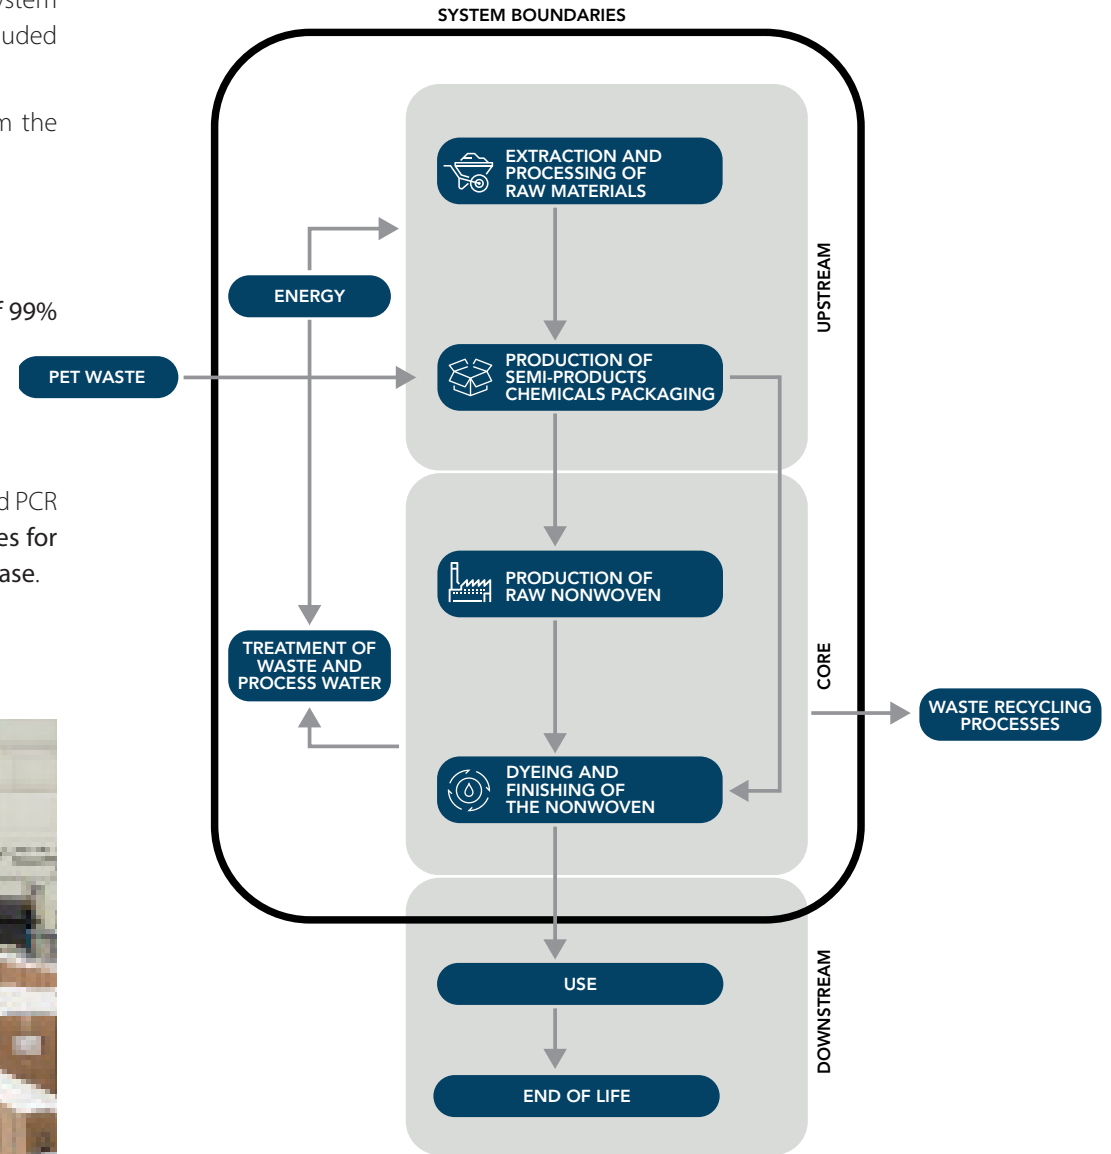 ystem
uded
m the
f 99%
d PCR
es for
ase.
SYSTEM BOUNDARIES
EXTRACTION AND
PROCESSING OF
RAW MATERIALS
UPSTREAM
ENERGY
PET WASTE
PRODUCTION OF
SEMI-PRODUCTS
CHEMICALS PACKAGING
PRODUCTION OF
RAW NONWOVEN
TREATMENT OF
WASTE AND
PROCESS WATER
CORE
WASTE RECYCLING
PROCESSES
DYEING AND
FINISHING OF
THE NONWOVEN
USE
DOWNSTREAM
END OF LIFE